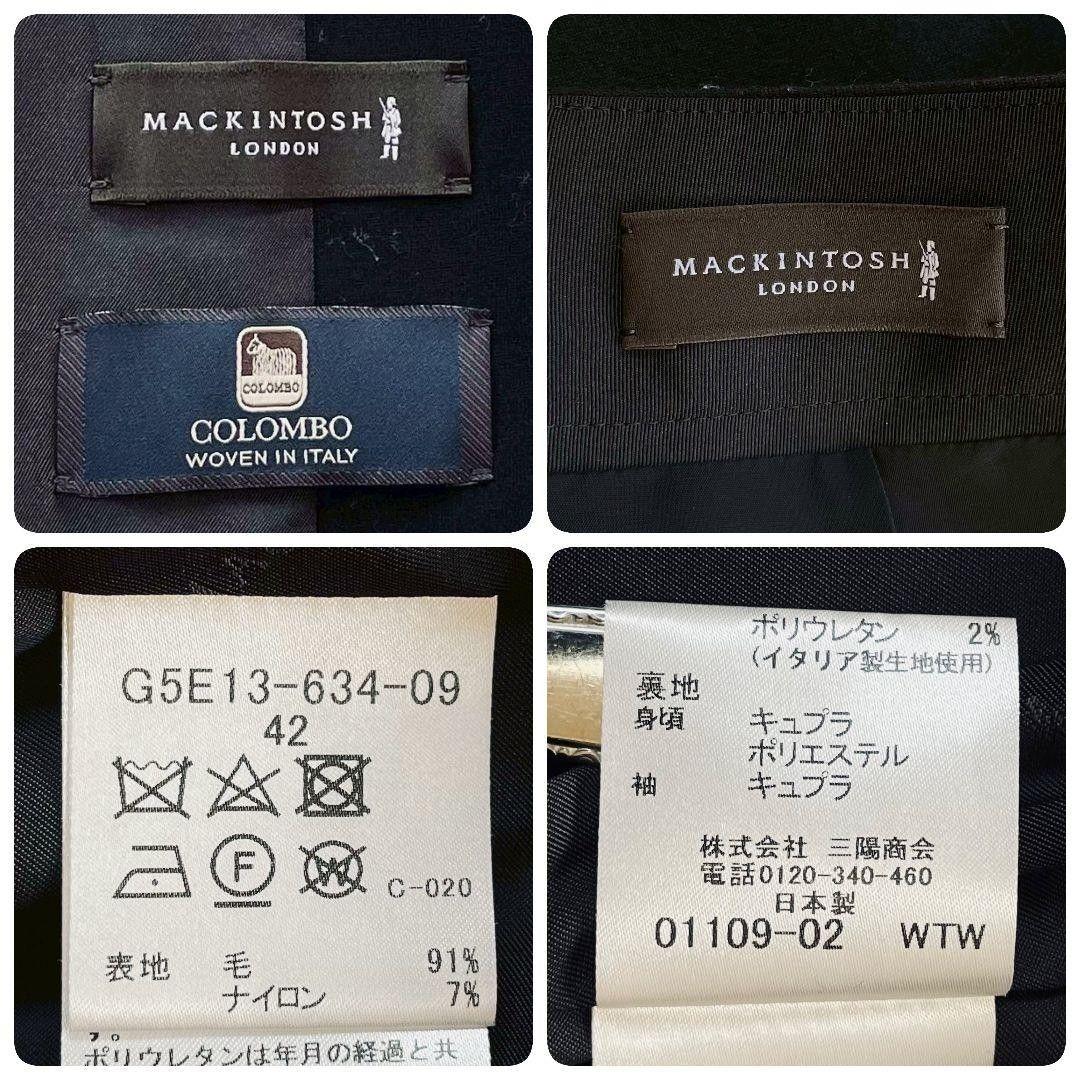 MACKINTOSH
LONDON
COLOMBO
COLOMBO
WOVEN IN ITALY
MACKINTOSH
LONDON
G5E13-634-09
42
F
W
C-020
表地 毛 91%
ナイロン 7%
す。
ポリウレタンは年月の経過と共
ポリウレタン 2%
(イタリア製生地使用)
裏地
身頃 キュプラ
ポリエステル
袖 キュプラ
株式会社 三陽商会
電話0120-340-460
日本製
01109-02 WTW